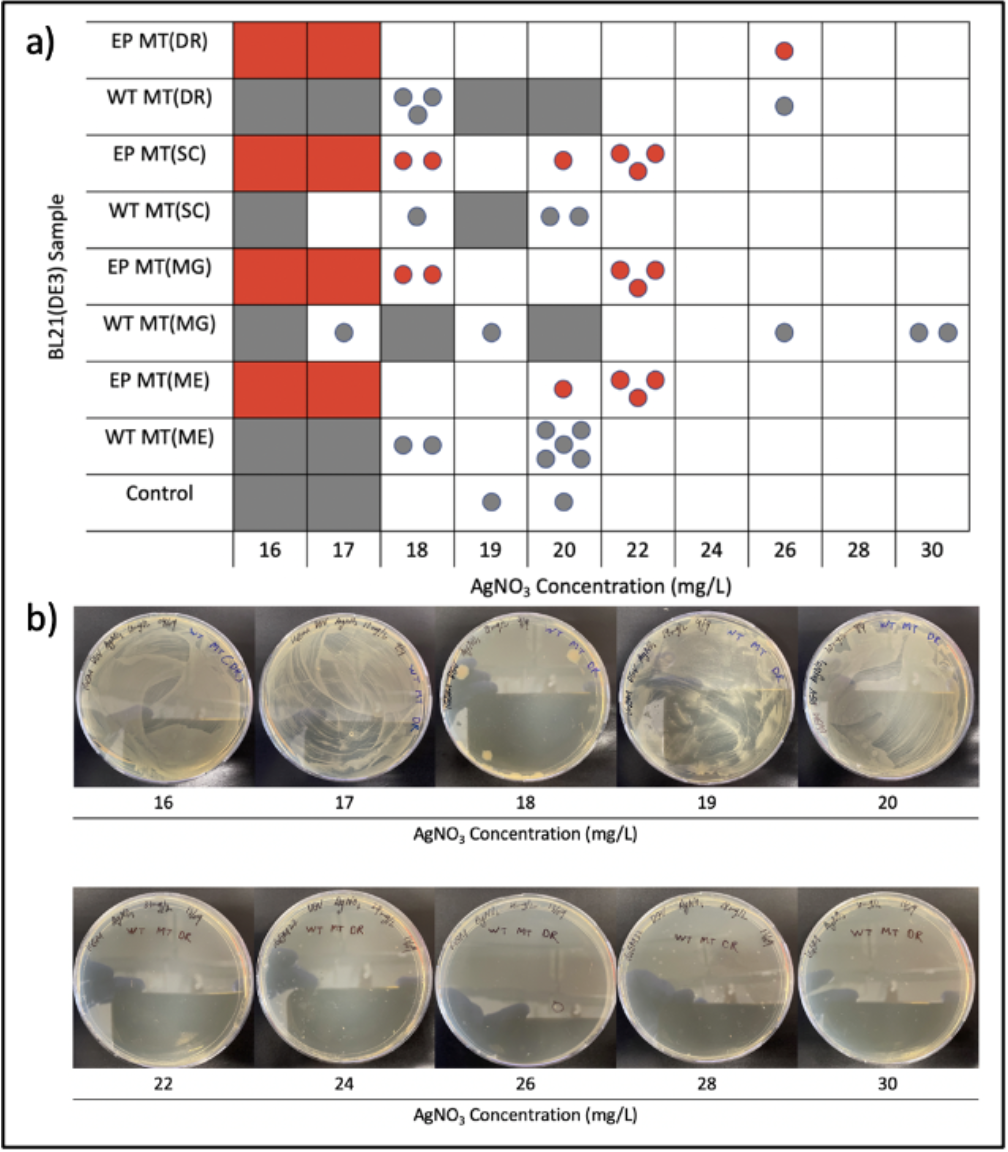 a)
BL21(DE3) Sample
EP MT(DR)
WT MT(DR)
EP MT(SC)
WT MT(SC)
EP MT(MG)
WT MT(MG)
EP MT(ME)
WT MT(ME)
Control
16 17 18 19 20 22 24 26 28 30
AgNO₃ Concentration (mg/L)
b)
WT MT (DR) WT MT DR WT MT DR WT MT DR WT MT DR
16 17 18 19 20
AgNO₃ Concentration (mg/L)
WT MT DR WT MT DR WT MT DR WT MT DR WT MT DR
22 24 26 28 30
AgNO₃ Concentration (mg/L)